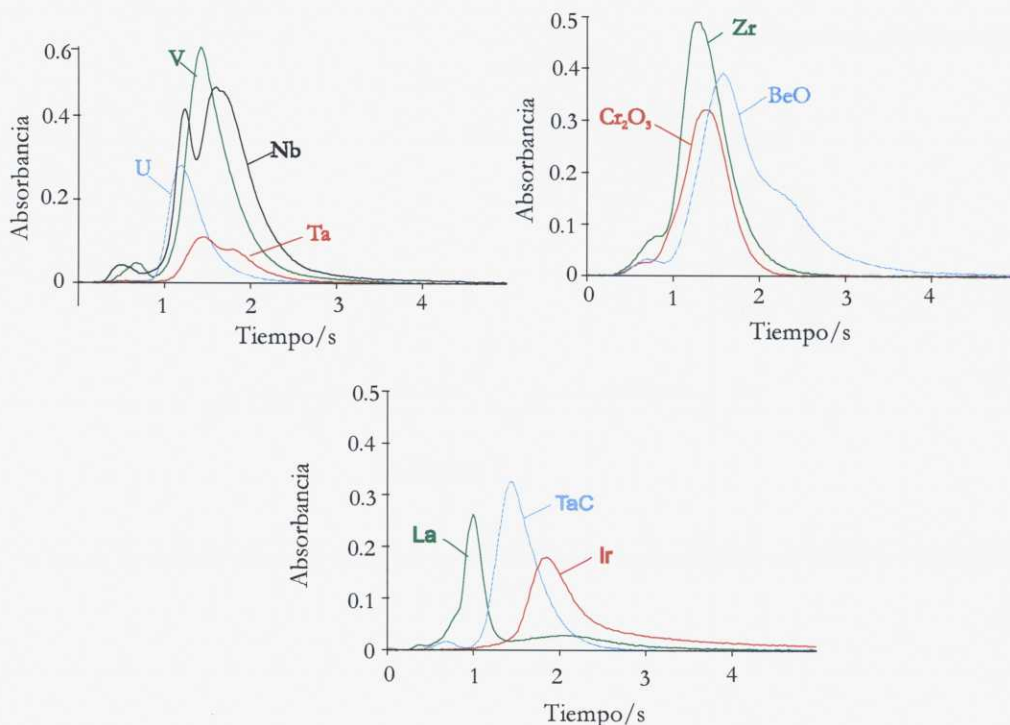 0.6
0.4
0.2
0
1
2
3
4
Absorbancia
Tiempo/s
V
U
Nb
Ta
0.5
0.4
0.3
0.2
0.1
0
0
1
2
3
4
Absorbancia
Tiempo/s
Zr
BeO
Cr₂O₃
0.5
0.4
0.3
0.2
0.1
0
0
1
2
3
4
Absorbancia
Tiempo/s
La
TaC
Ir